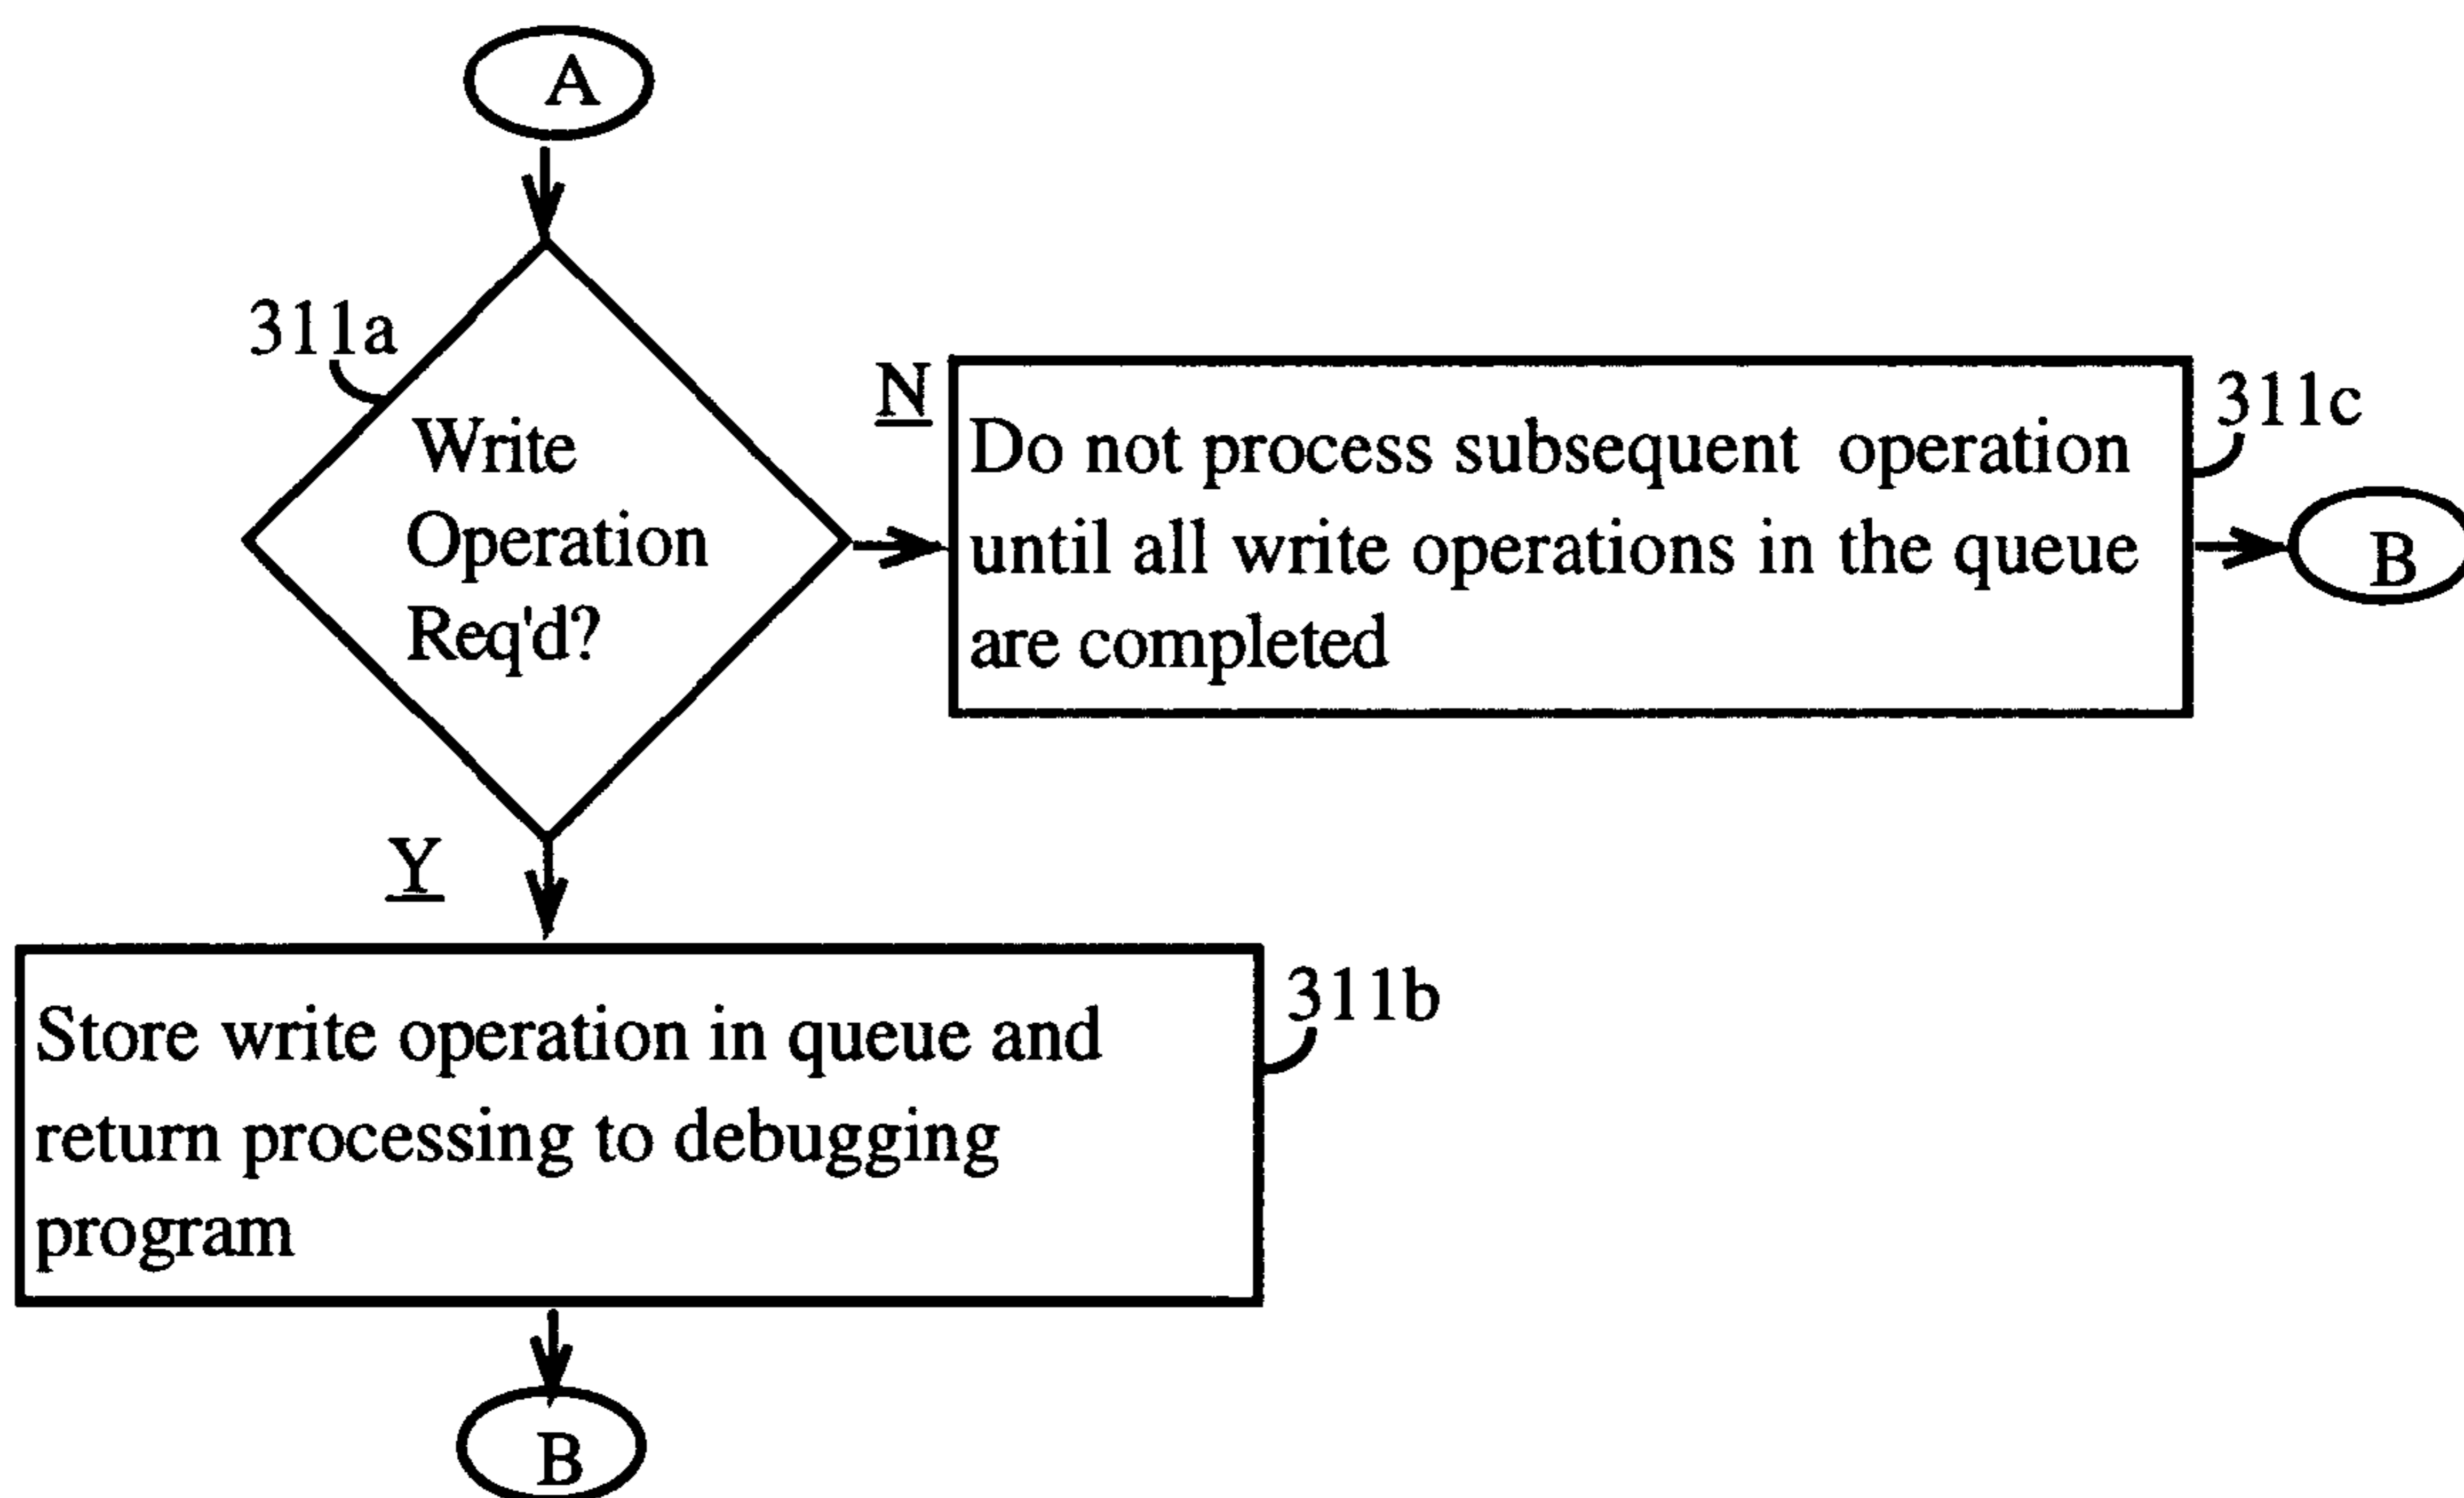 A
311a
Write
Operation
Req'd?
N
Do not process subsequent operation
until all write operations in the queue
are completed
311c
B
Y
Store write operation in queue and
return processing to debugging
program
311b
B